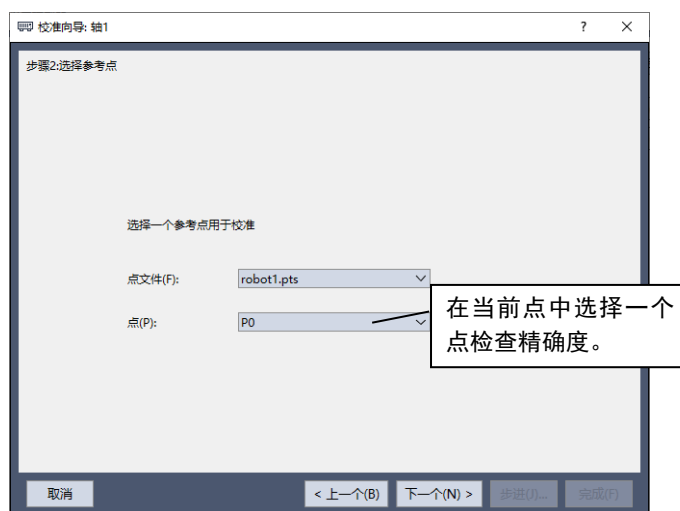 校准向导: 轴1
? ×
步骤2:选择参考点
选择一个参考点用于校准
点文件(F): robot1.pts
点(P): P0
在当前点中选择一个
点检查精确度。
取消 < 上一个(B) 下一个(N) > 步进(J)... 完成(F)